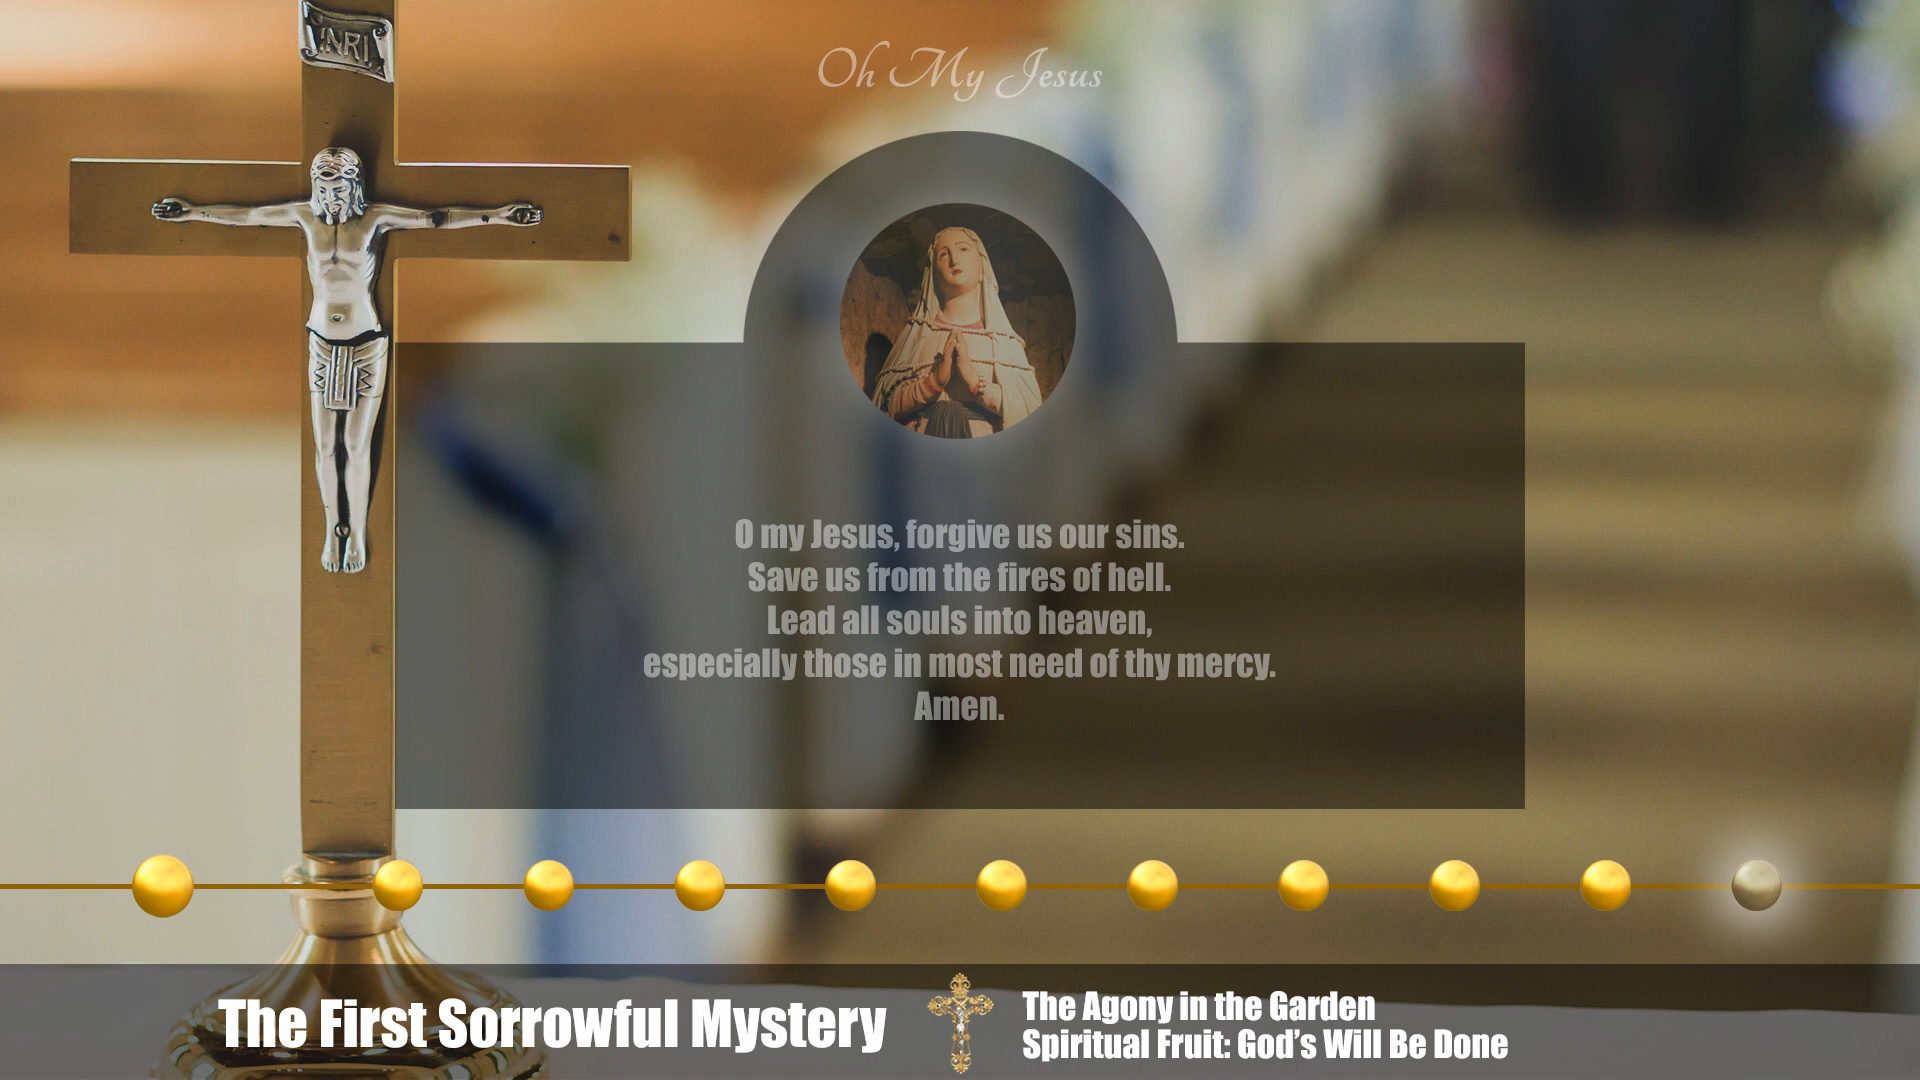 INRI
Oh My Jesus
O my Jesus, forgive us our sins.
Save us from the fires of hell.
Lead all souls into heaven,
especially those in most need of thy mercy.
Amen.
The First Sorrowful Mystery
The Agony in the Garden
Spiritual Fruit: God’s Will Be Done